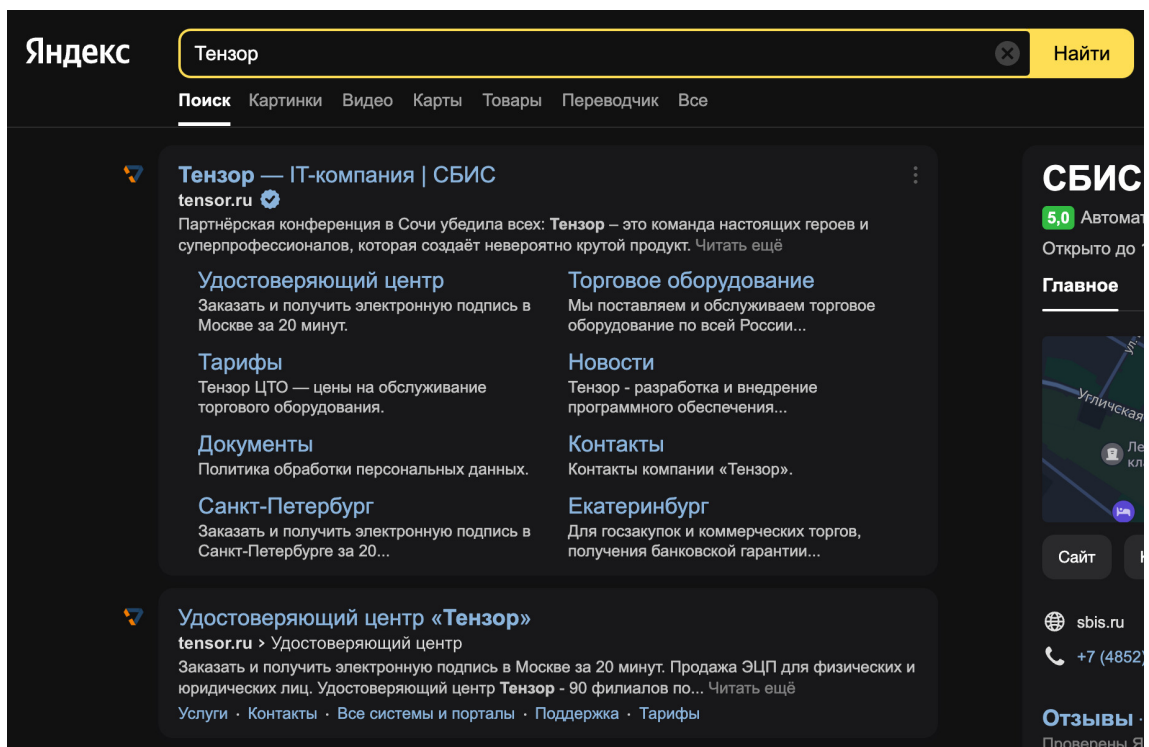 Яндекс
Тензор
Найти
Поиск Картинки Видео Карты Товары Переводчик Все
Тензор — IT-компания | СБИС
tensor.ru
Партнёрская конференция в Сочи убедила всех: Тензор – это команда настоящих героев и
суперпрофессионалов, которая создаёт невероятно крутой продукт. Читать ещё
Удостоверяющий центр
Заказать и получить электронную подпись в
Москве за 20 минут.
Торговое оборудование
Мы поставляем и обслуживаем торговое
оборудование по всей России...
Тарифы
Тензор ЦТО — цены на обслуживание
торгового оборудования.
Новости
Тензор - разработка и внедрение
программного обеспечения...
Документы
Политика обработки персональных данных.
Контакты
Контакты компании «Тензор».
Санкт-Петербург
Заказать и получить электронную подпись в
Санкт-Петербурге за 20...
Екатеринбург
Для госзакупок и коммерческих торгов,
получения банковской гарантии...
Удостоверяющий центр «Тензор»
tensor.ru › Удостоверяющий центр
Заказать и получить электронную подпись в Москве за 20 минут. Продажа ЭЦП для физических и
юридических лиц. Удостоверяющий центр Тензор - 90 филиалов по... Читать ещё
Услуги · Контакты · Все системы и порталы · Поддержка · Тарифы
СБИС
5,0 Автомат
Открыто до
Главное
ул.
Угличская
Ле
кл
Сайт
sbis.ru
+7 (4852)
Отзывы ·
Проверены Я